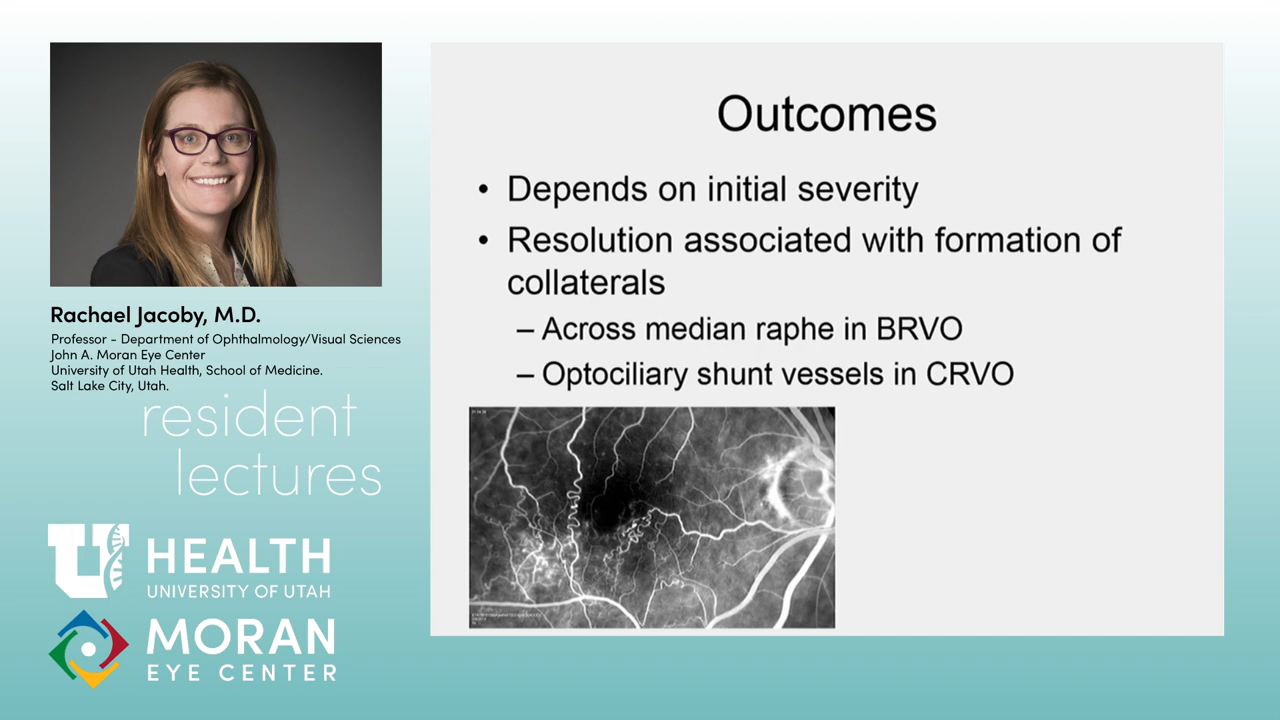 Rachael Jacoby, M.D.
Professor - Department of Ophthalmology/Visual Sciences
John A. Moran Eye Center
University of Utah Health, School of Medicine.
Salt Lake City, Utah.
resident
lectures
U HEALTH
UNIVERSITY OF UTAH
MORAN
EYE CENTER
Outcomes
• Depends on initial severity
• Resolution associated with formation of
collaterals
– Across median raphe in BRVO
– Optociliary shunt vessels in CRVO